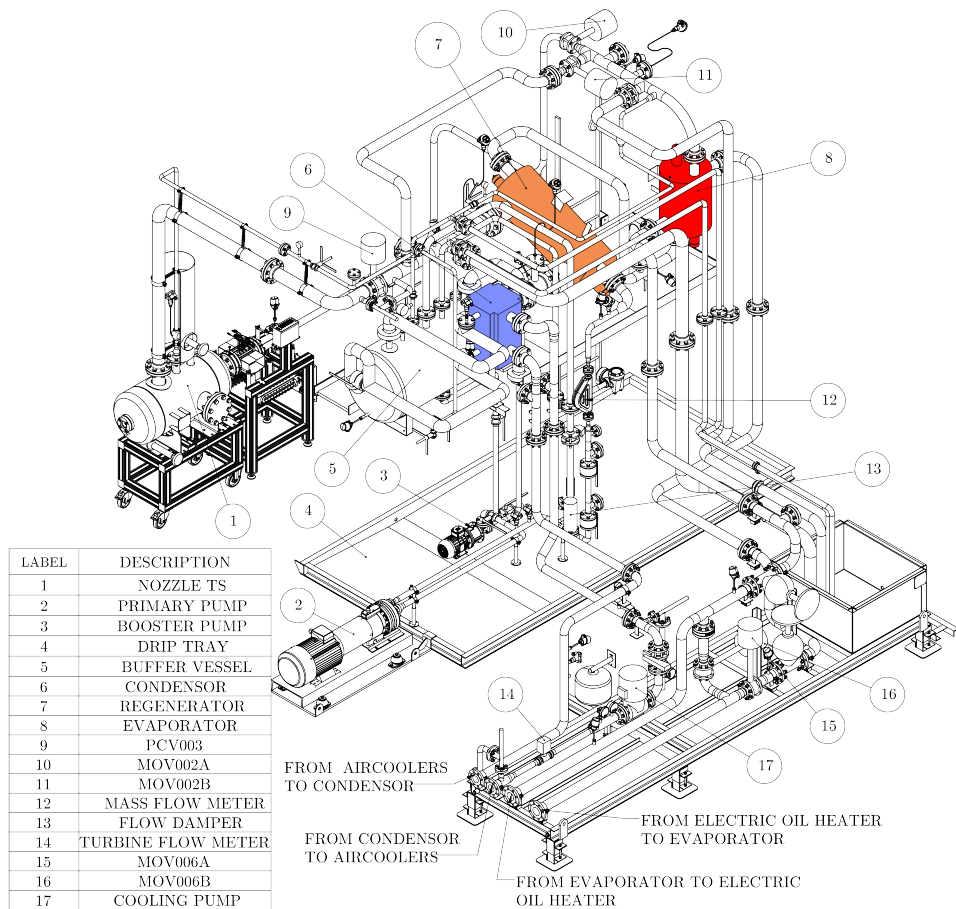 10
7
11
6
8
9
12
5
3
13
4
1
2
14
16
15
17
LABEL DESCRIPTION
1 NOZZLE TS
2 PRIMARY PUMP
3 BOOSTER PUMP
4 DRIP TRAY
5 BUFFER VESSEL
6 CONDENSOR
7 REGENERATOR
8 EVAPORATOR
9 PCV003
10 MOV002A
11 MOV002B
12 MASS FLOW METER
13 FLOW DAMPER
14 TURBINE FLOW METER
15 MOV006A
16 MOV006B
17 COOLING PUMP
FROM AIRCOOLERS
TO CONDENSOR
FROM CONDENSOR
TO AIRCOOLERS
FROM ELECTRIC OIL HEATER
TO EVAPORATOR
FROM EVAPORATOR TO ELECTRIC
OIL HEATER